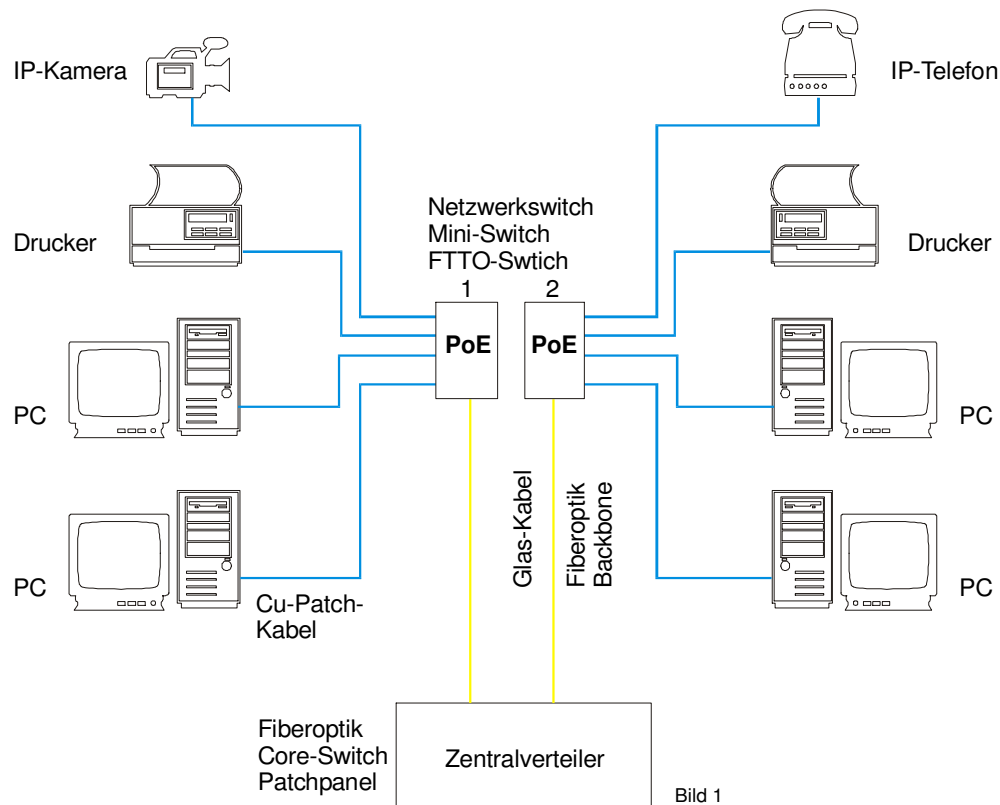 IP-Kamera
IP-Telefon
Netzwerkswitch
Mini-Switch
FTTO-Swtich
1 2
Drucker
Drucker
PoE
PoE
PC
PC
Glas-Kabel
Fiberoptik
Backbone
PC
PC
Cu-Patch-
Kabel
Fiberoptik
Core-Switch
Patchpanel
Zentralverteiler
Bild 1